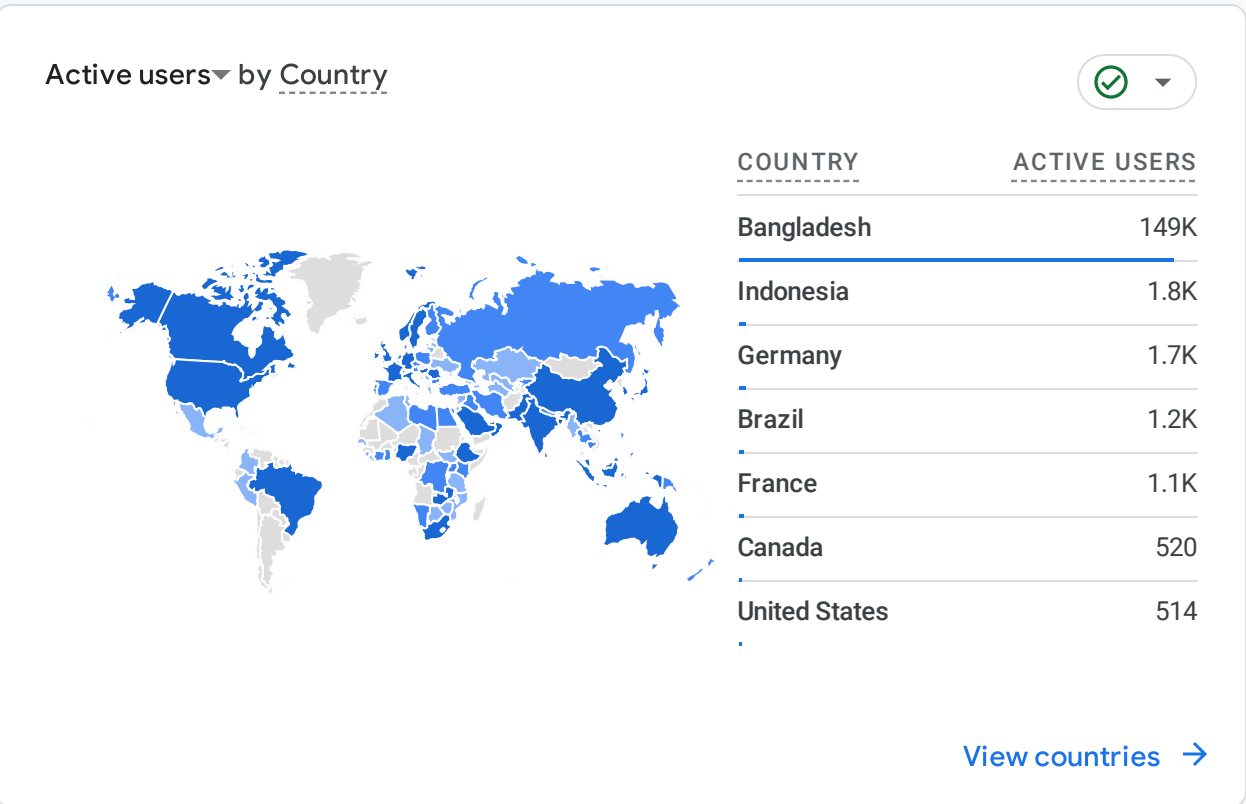 Active users by Country
COUNTRY ACTIVE USERS
Bangladesh 149K
Indonesia 1.8K
Germany 1.7K
Brazil 1.2K
France 1.1K
Canada 520
United States 514
View countries